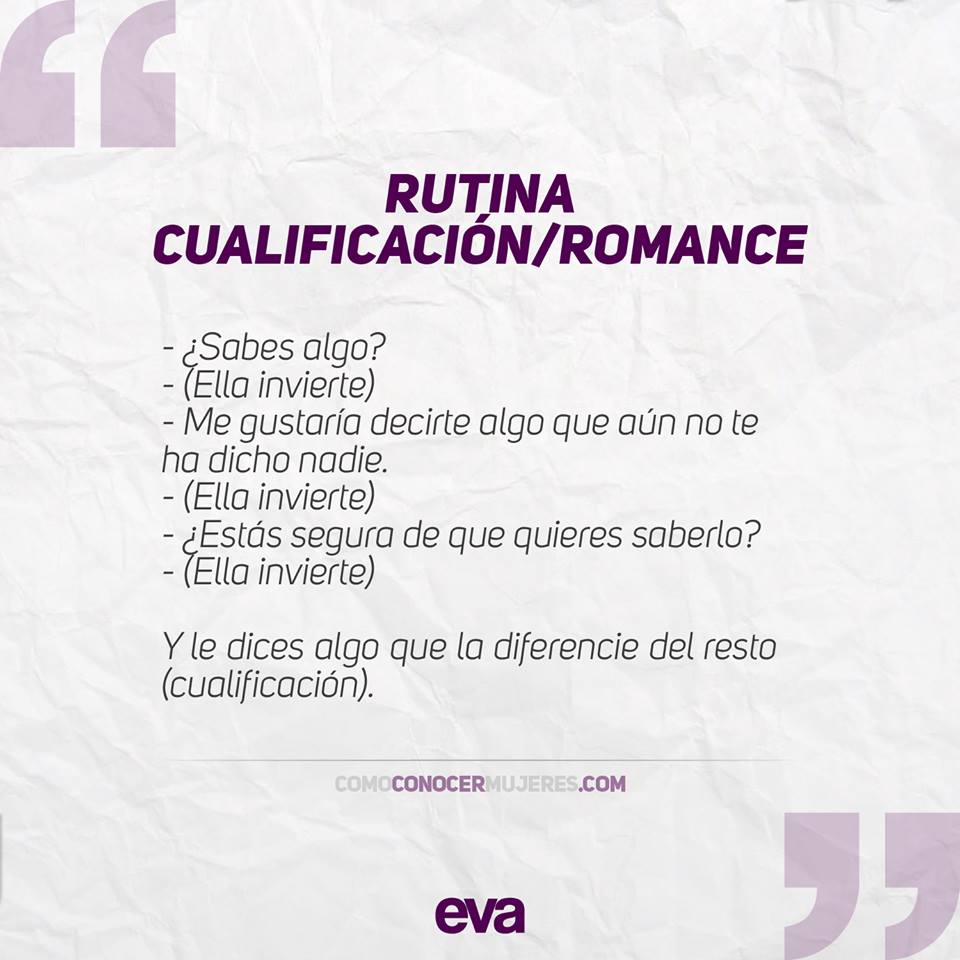 RUTINA
CUALIFICACIÓN/ROMANCE
- ¿Sabes algo?
- (Ella invierte)
- Me gustaría decirte algo que aún no te
ha dicho nadie.
- (Ella invierte)
- ¿Estás segura de que quieres saberlo?
- (Ella invierte)
Y le dices algo que la diferencie del resto
(cualificación).
COMOCONOCERMUJERES.COM
eva